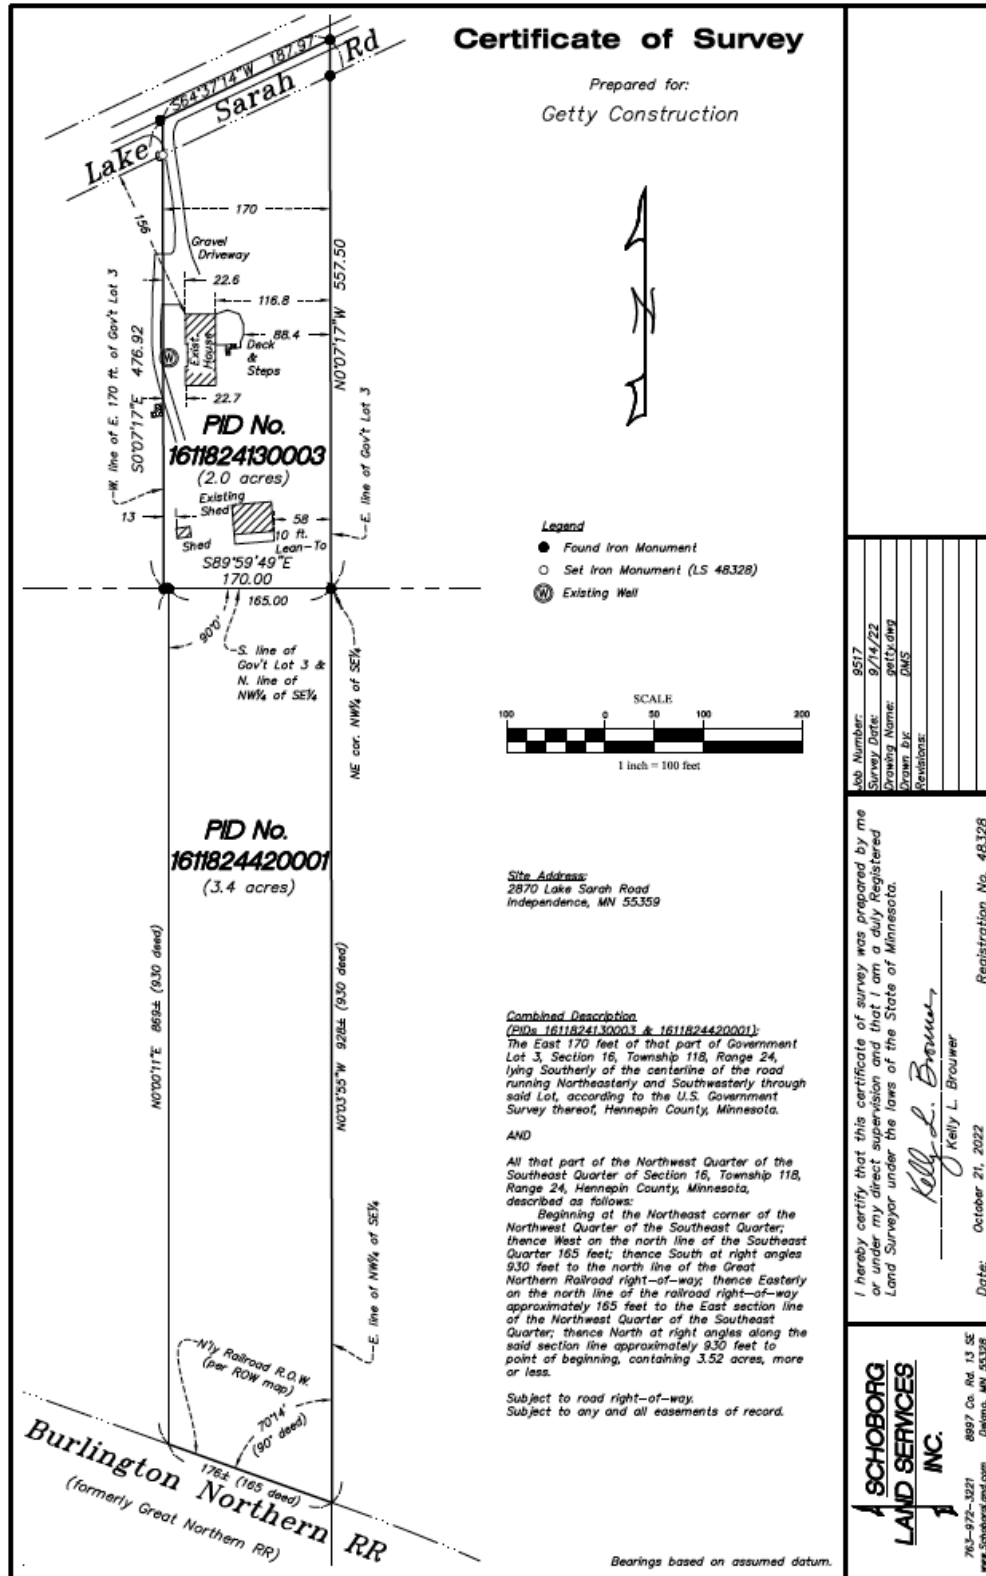 Certificate of Survey
Prepared for:
Getty Construction
S64°37'14"W 187.97
Lake Sarah Rd
156
170
Gravel
Driveway
22.6
116.8
88.4
Exist.
House
Deck
&
Steps
W
22.7
W. line of E. 170 ft. of Gov't Lot 3
S0°07'17"E 476.92
N0°07'17"W 557.50
E. line of Gov't Lot 3
PID No.
1611824130003
(2.0 acres)
Existing
Shed
13
58
10 ft.
Lean-To
Shed
S89°59'49"E
170.00
165.00
90°0'
S. line of
Gov't Lot 3 &
N. line of
NW¼ of SE¼
NE cor. NW¼ of SE¼
PID No.
1611824420001
(3.4 acres)
N0°00'11"E 869± (930 deed)
N0°03'55"W 928± (930 deed)
E. line of NW¼ of SE¼
N'ly Railroad R.O.W.
(per ROW map)
70°14'
(90° deed)
176± (165 deed)
Burlington Northern RR
(formerly Great Northern RR)
N
Legend
Found Iron Monument
Set Iron Monument (LS 48328)
W Existing Well
SCALE
100 0 50 100 200
1 inch = 100 feet
Site Address:
2870 Lake Sarah Road
Independence, MN 55359
Combined Description
(PIDs 1611824130003 & 1611824420001):
The East 170 feet of that part of Government
Lot 3, Section 16, Township 118, Range 24,
lying Southerly of the centerline of the road
running Northeasterly and Southwesterly through
said Lot, according to the U.S. Government
Survey thereof, Hennepin County, Minnesota.
AND
All that part of the Northwest Quarter of the
Southeast Quarter of Section 16, Township 118,
Range 24, Hennepin County, Minnesota,
described as follows:
Beginning at the Northeast corner of the
Northwest Quarter of the Southeast Quarter;
thence West on the north line of the Southeast
Quarter 165 feet; thence South at right angles
930 feet to the north line of the Great
Northern Railroad right-of-way; thence Easterly
on the north line of the railroad right-of-way
approximately 165 feet to the East section line
of the Northwest Quarter of the Southeast
Quarter; thence North at right angles along the
said section line approximately 930 feet to
point of beginning, containing 3.52 acres, more
or less.
Subject to road right-of-way.
Subject to any and all easements of record.
Bearings based on assumed datum.
Job Number: 9517
Survey Date: 9/14/22
Drawing Name: getty.dwg
Drawn by: DMS
Revisions:
I hereby certify that this certificate of survey was prepared by me
or under my direct supervision and that I am a duly Registered
Land Surveyor under the laws of the State of Minnesota.
Kelly L. Brouwer
Kelly L. Brouwer
Date: October 21, 2022 Registration No. 48328
SCHOBORG
LAND SERVICES
INC.
763-972-3221 8997 Co. Rd. 13 SE
www.SchoborgLand.com Delano, MN 55328